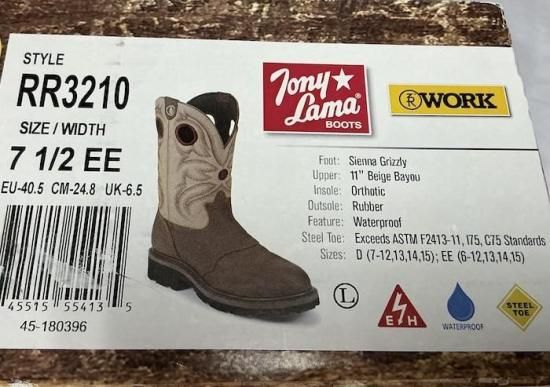 STYLE
RR3210
SIZE / WIDTH
7 1/2 EE
EU-40.5 CM-24.8 UK-6.5
45515 55413 5
45-180396
Tony Lama
BOOTS
WORK
Foot: Sienna Grizzly
Upper: 11" Beige Bayou
Insole: Orthotic
Outsole: Rubber
Feature: Waterproof
Steel Toe: Exceeds ASTM F2413-11, I75, C75 Standards
Sizes: D (7-12,13,14,15); EE (6-12,13,14,15)
L
E H
WATERPROOF
STEEL
TOE